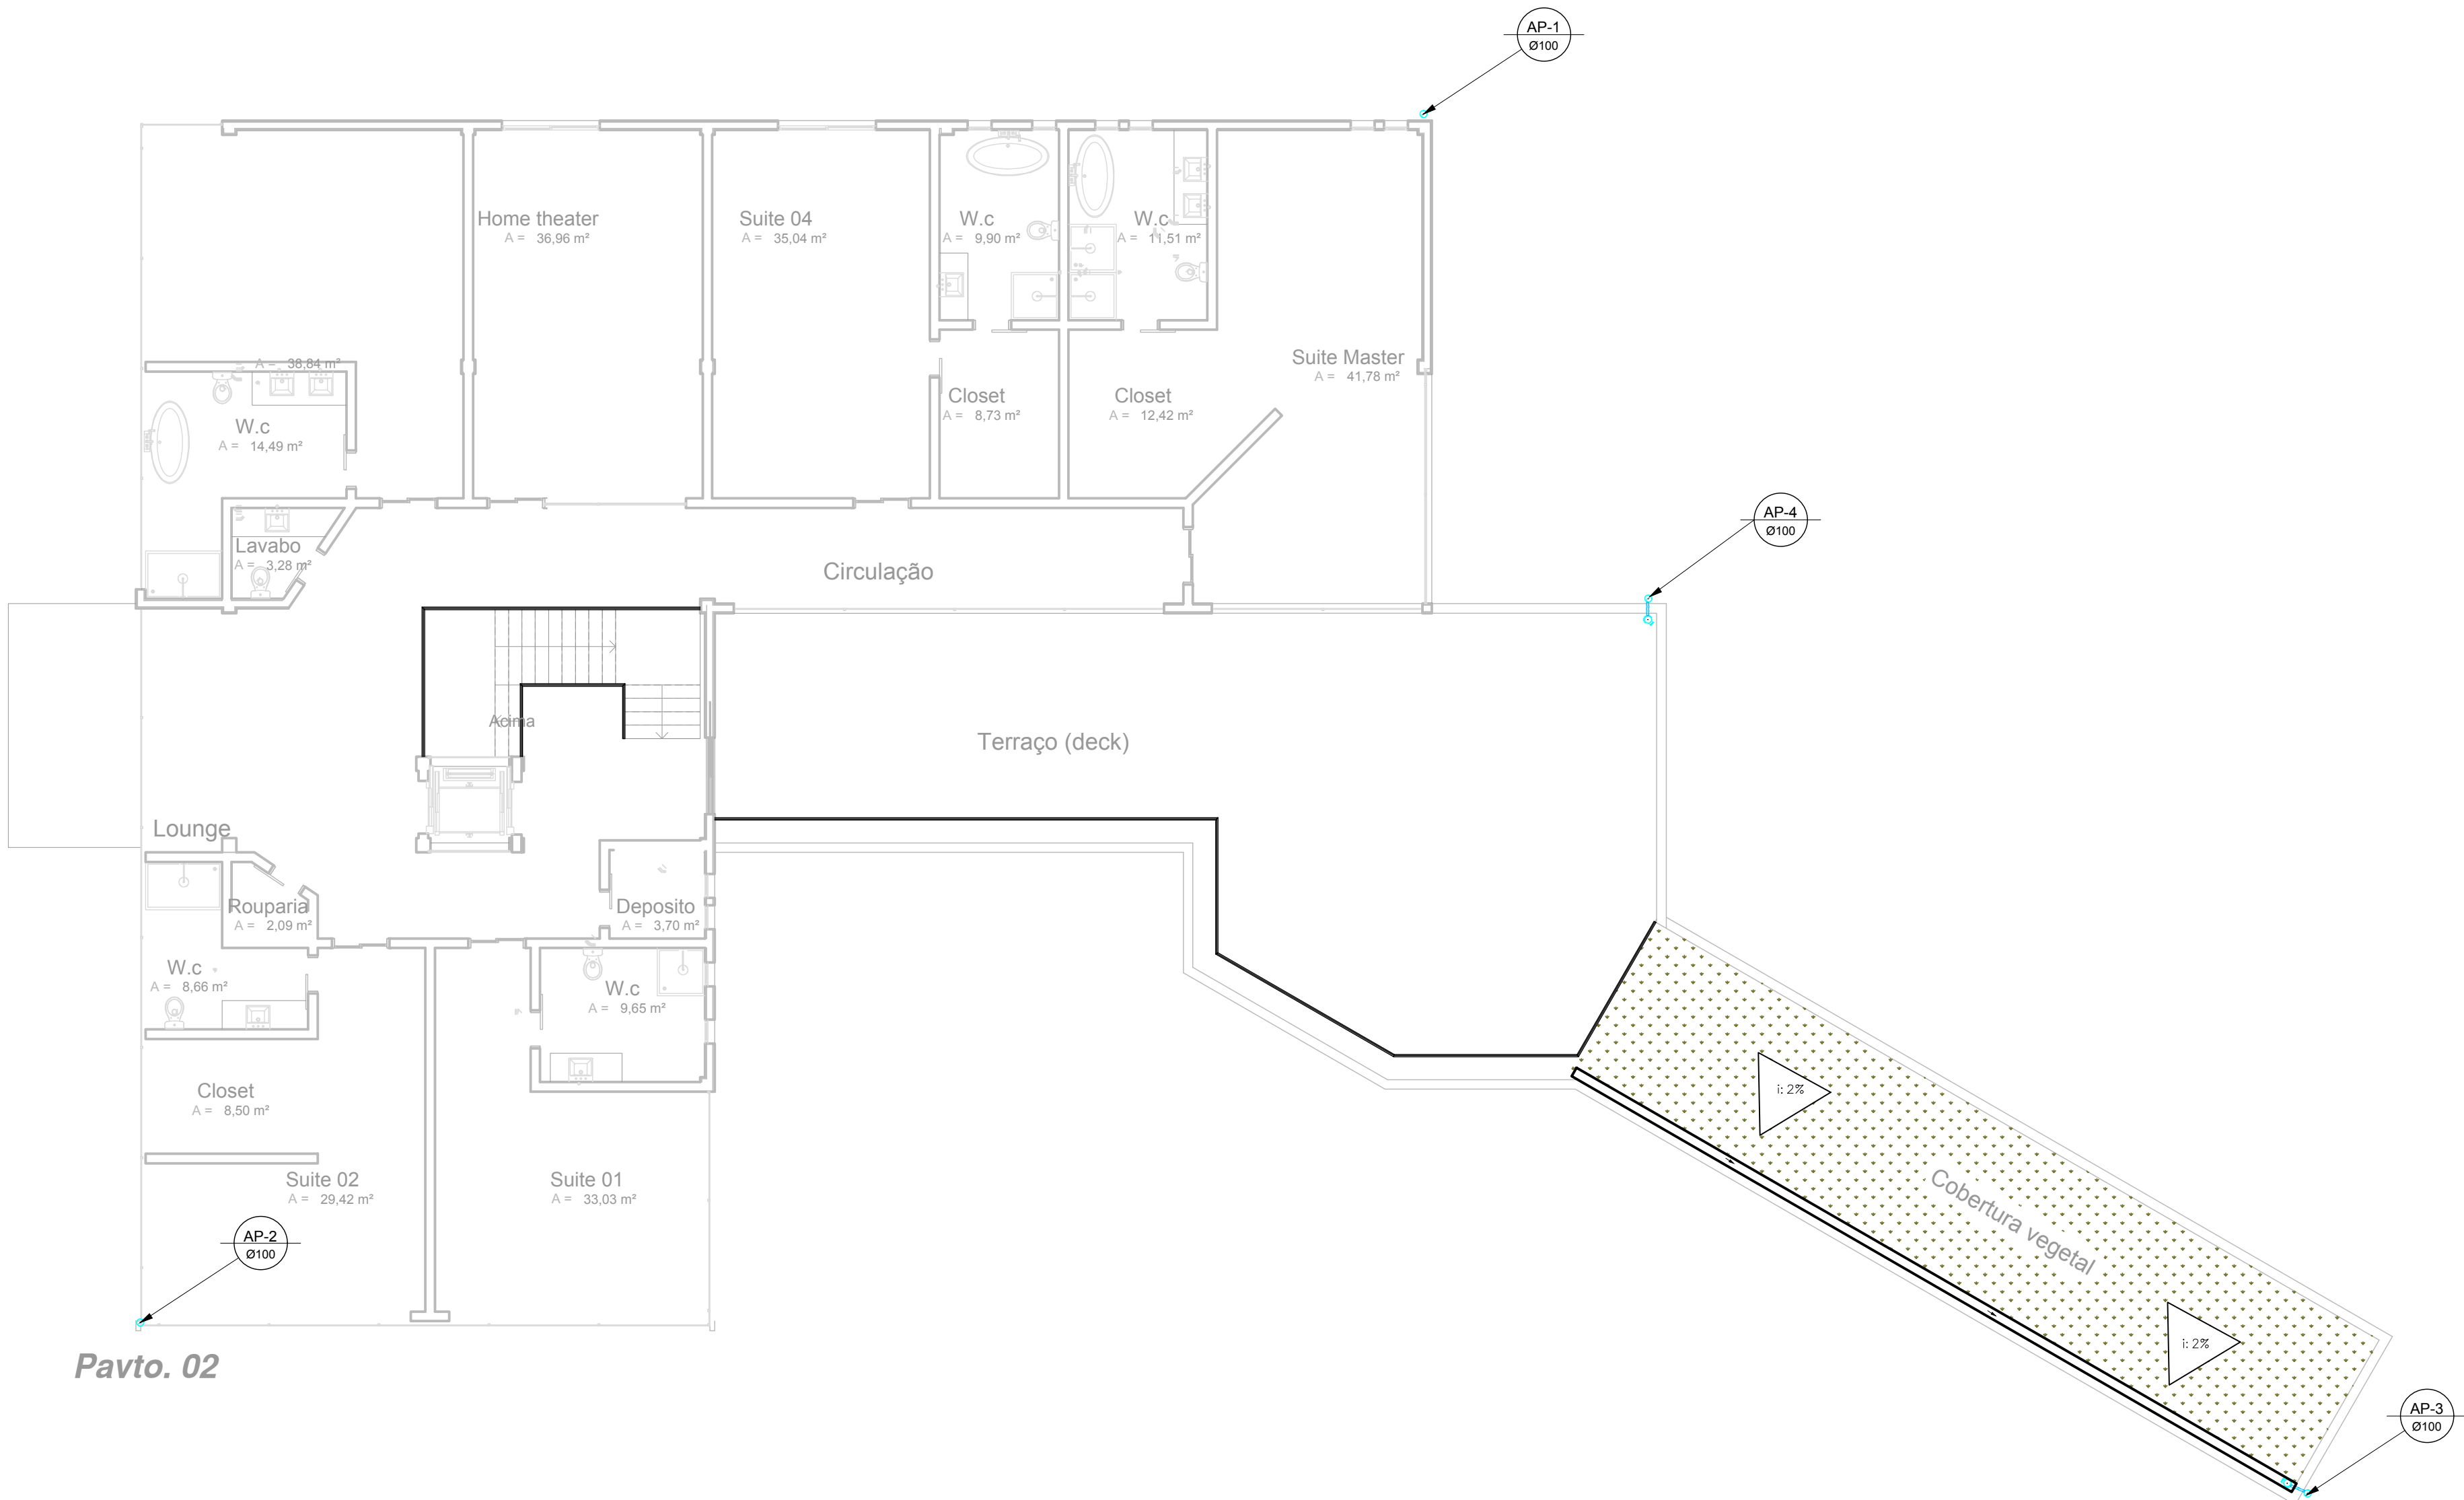 AP-1
Ø100
Home theater
A = 36,96 m²
Suite 04
A = 35,04 m²
W.c
A = 9,90 m²
W.c
A = 11,51 m²
Suite Master
A = 41,78 m²
A = 38,84 m²
Closet
A = 8,73 m²
Closet
A = 12,42 m²
W.c
A = 14,49 m²
AP-4
Ø100
Lavabo
A = 3,28 m²
Circulação
Acima
Terraço (deck)
Lounge
Rouparia
A = 2,09 m²
Deposito
A = 3,70 m²
W.c
A = 8,66 m²
W.c
A = 9,65 m²
i: 2%
Closet
A = 8,50 m²
Suite 02
A = 29,42 m²
Suite 01
A = 33,03 m²
Cobertura vegetal
AP-2
Ø100
i: 2%
Pavto. 02
AP-3
Ø100